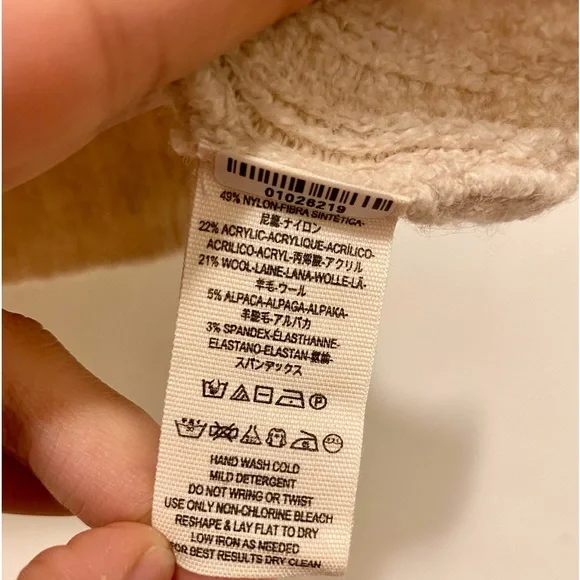 01026219
49% NYLON-FIBRA SINTETICA-
尼龍-ナイロン
22% ACRYLIC-ACRYLIQUE-ACRÍLICO-
ACRILICO-ACRYL-丙烯酸-アクリル
21% WOOL-LAINE-LANA-WOLLE-LÃ-
羊毛-ウール
5% ALPACA-ALPAGA-ALPAKA-
羊駝毛-アルパカ
3% SPANDEX-ÉLASTHANNE-
ELASTANO-ELASTAN-氨綸-
スパンデックス
HAND WASH COLD
MILD DETERGENT
DO NOT WRING OR TWIST
USE ONLY NON-CHLORINE BLEACH
RESHAPE & LAY FLAT TO DRY
LOW IRON AS NEEDED
FOR BEST RESULTS DRY CLEAN